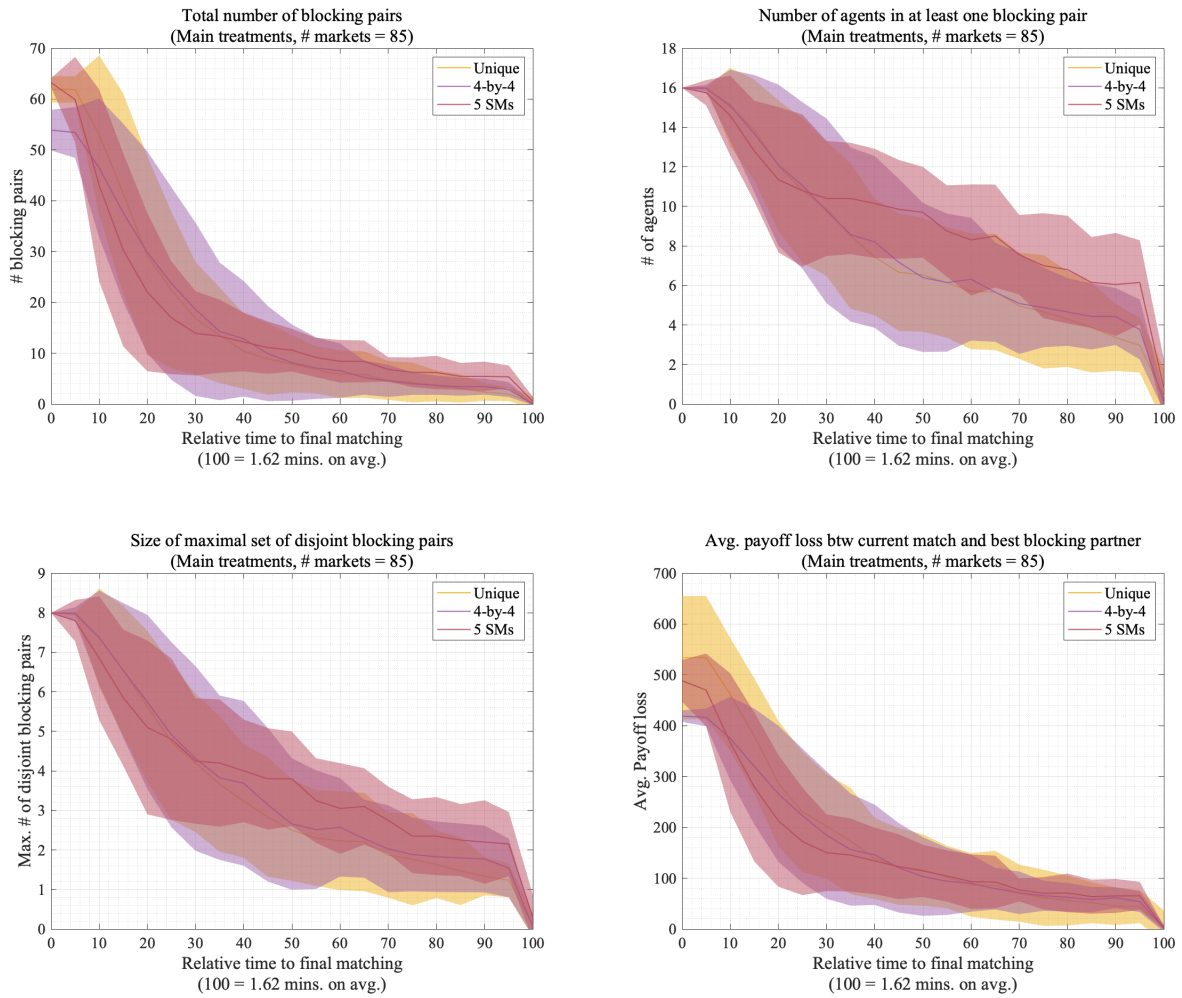 Total number of blocking pairs
(Main treatments, # markets = 85)
# blocking pairs
70
60
50
40
30
20
10
0
Unique
4-by-4
5 SMs
0 10 20 30 40 50 60 70 80 90 100
Relative time to final matching
(100 = 1.62 mins. on avg.)
Number of agents in at least one blocking pair
(Main treatments, # markets = 85)
# of agents
18
16
14
12
10
8
6
4
2
0
Unique
4-by-4
5 SMs
0 10 20 30 40 50 60 70 80 90 100
Relative time to final matching
(100 = 1.62 mins. on avg.)
Size of maximal set of disjoint blocking pairs
(Main treatments, # markets = 85)
Max. # of disjoint blocking pairs
9
8
7
6
5
4
3
2
1
0
Unique
4-by-4
5 SMs
0 10 20 30 40 50 60 70 80 90 100
Relative time to final matching
(100 = 1.62 mins. on avg.)
Avg. payoff loss btw current match and best blocking partner
(Main treatments, # markets = 85)
Avg. Payoff loss
700
600
500
400
300
200
100
0
Unique
4-by-4
5 SMs
0 10 20 30 40 50 60 70 80 90 100
Relative time to final matching
(100 = 1.62 mins. on avg.)